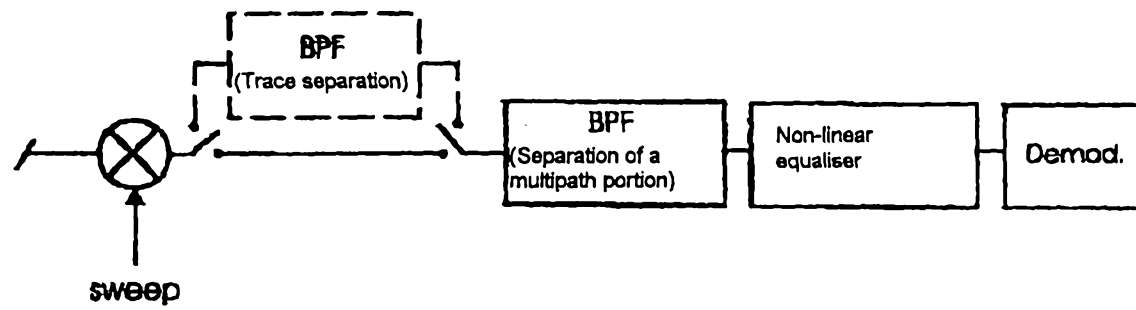 BPF
(Trace separation)
BPF
(Separation of a
multipath portion)
Non-linear
equaliser
Demod.
sweep